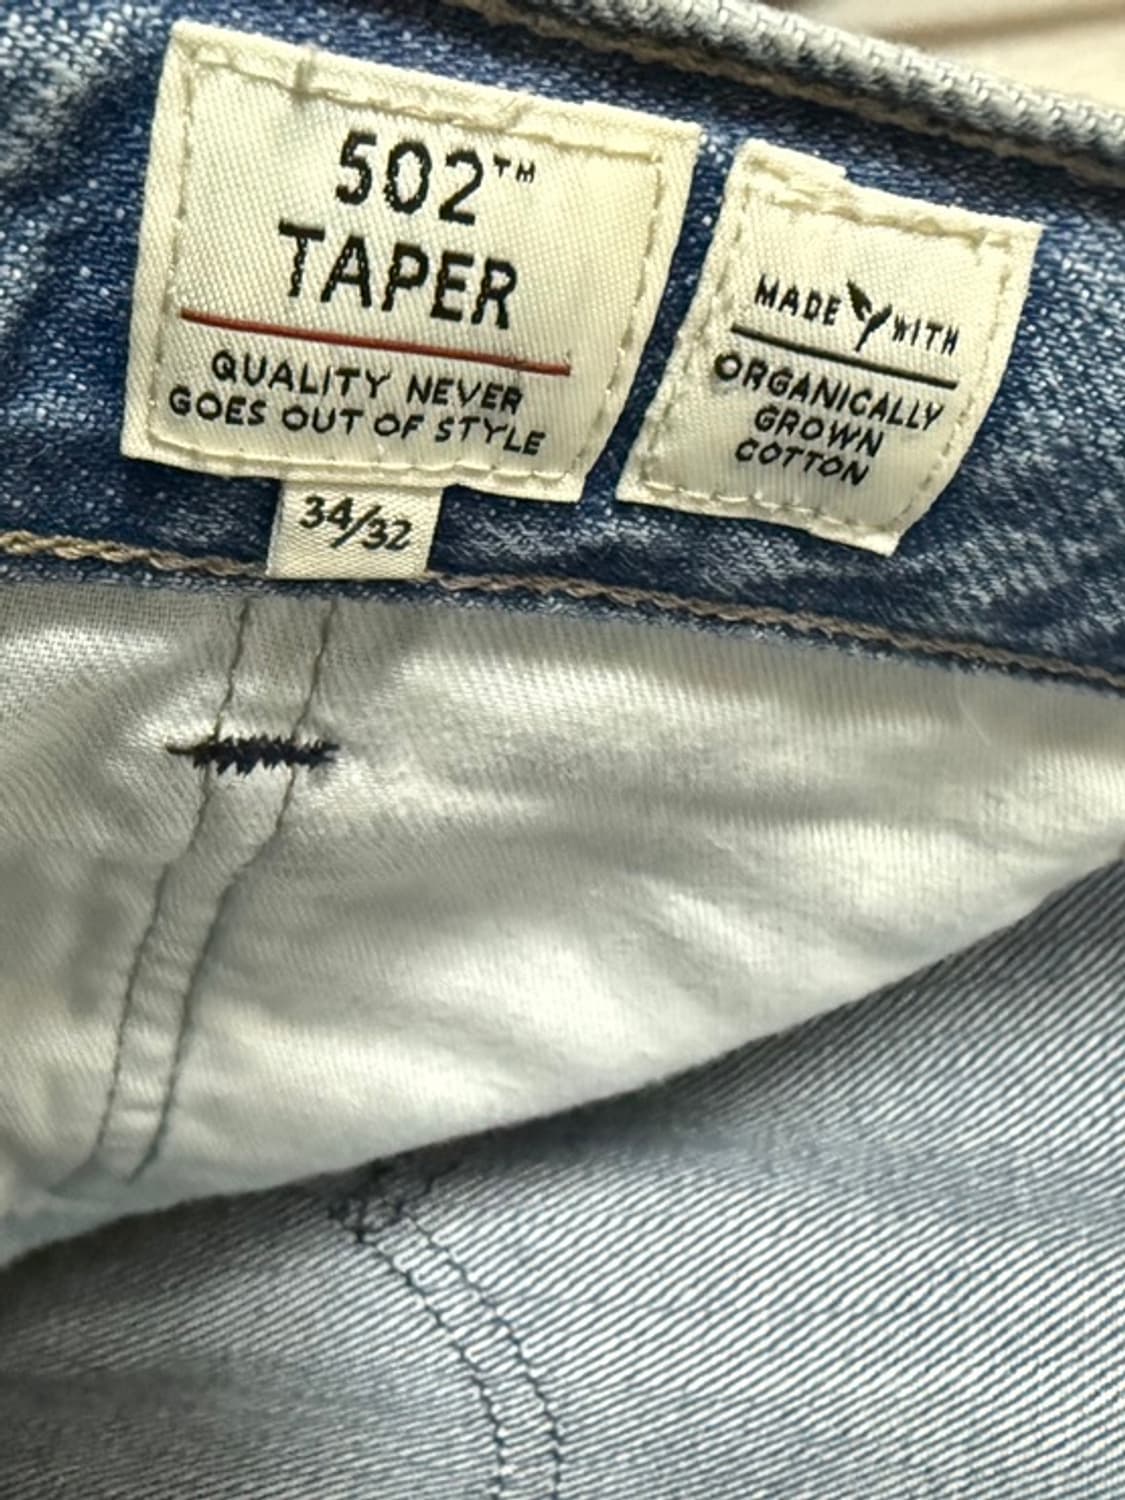 502™
TAPER
QUALITY NEVER
GOES OUT OF STYLE
34/32
MADE WITH
ORGANICALLY
GROWN
COTTON